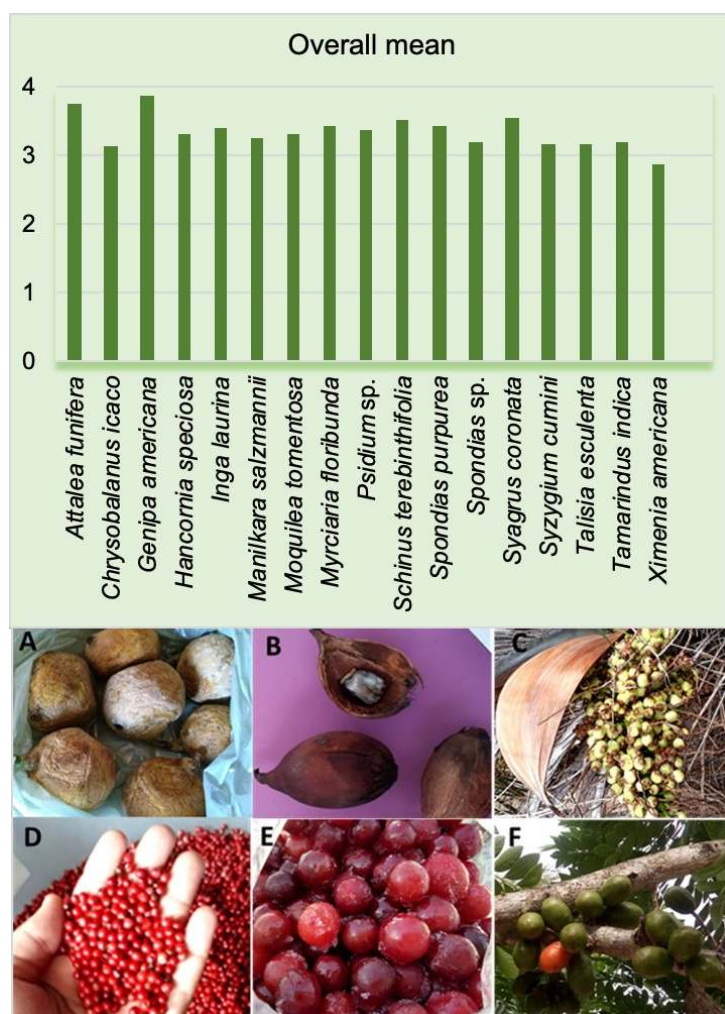 Overall mean
4
3
2
1
0
Attalea funifera
Chrysobalanus icaco
Genipa americana
Hancornia speciosa
Inga laurina
Manilkara salzmannii
Moquilea tomentosa
Myrciaria floribunda
Psidium sp.
Schinus terebinthifolia
Spondias purpurea
Spondias sp.
Syagrus coronata
Syzygium cumini
Talisia esculenta
Tamarindus indica
Ximenia americana
A
B
C
D
E
F